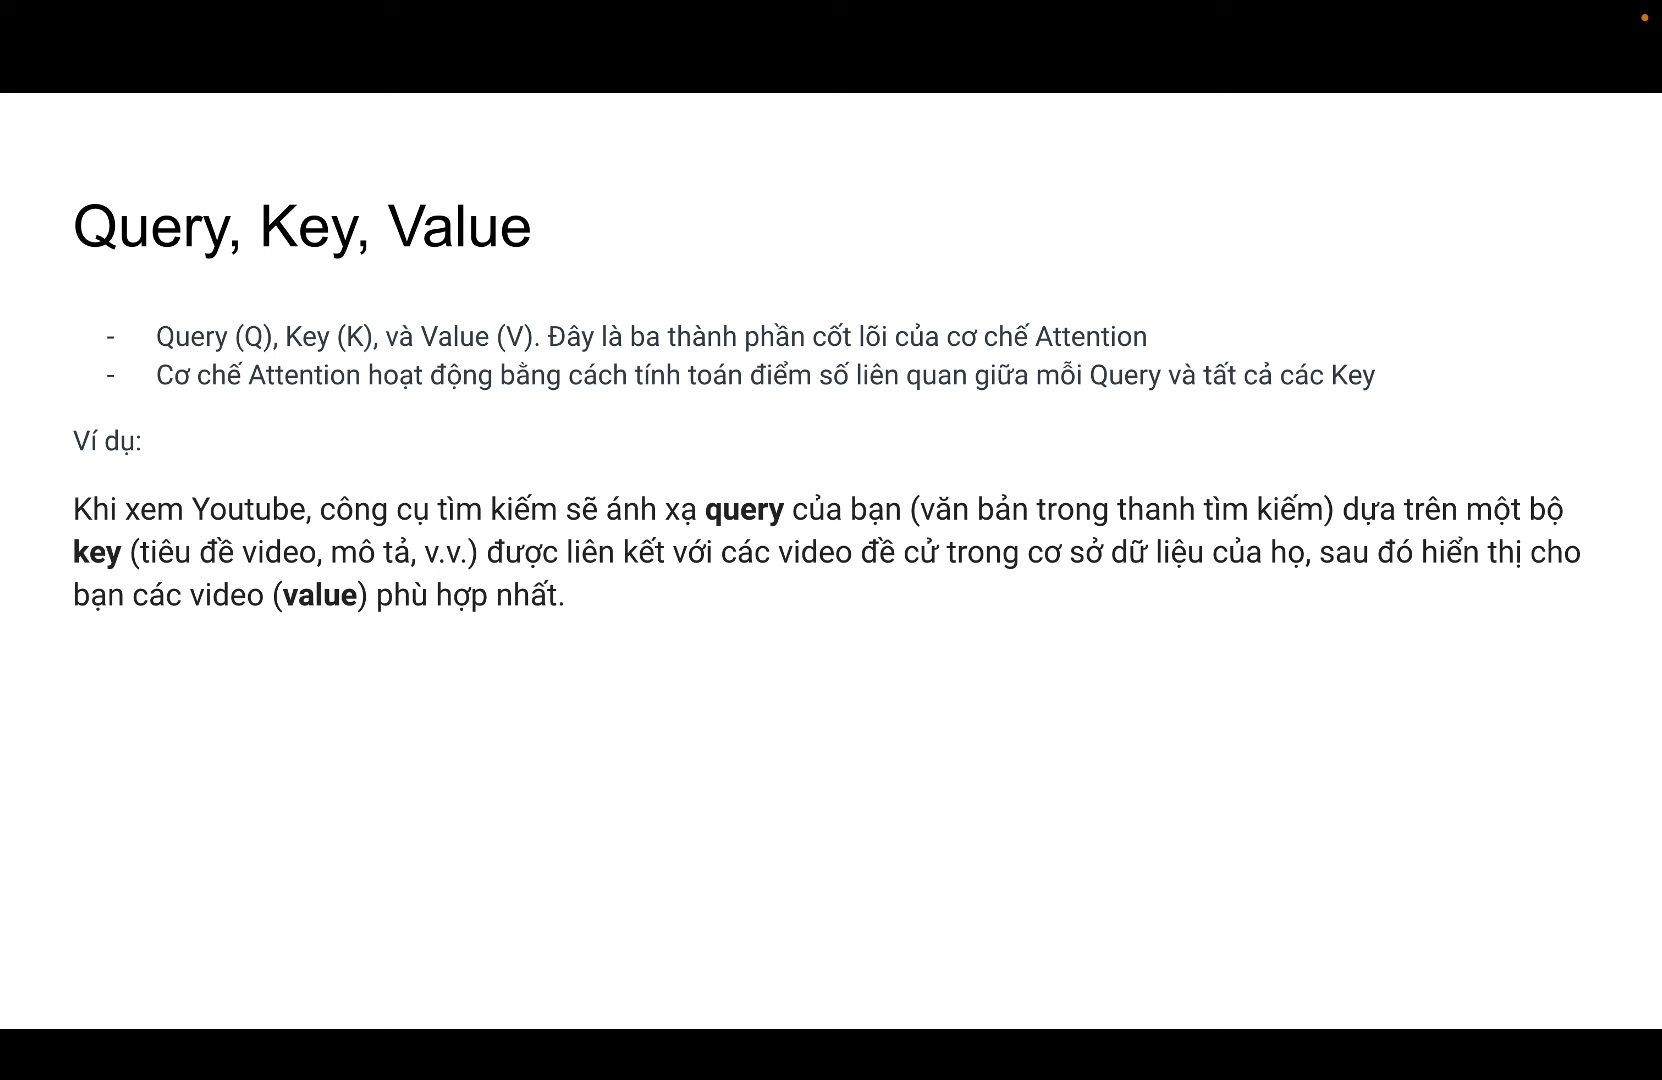 Query, Key, Value
- Query (Q), Key (K), và Value (V). Đây là ba thành phần cốt lõi của cơ chế Attention
- Cơ chế Attention hoạt động bằng cách tính toán điểm số liên quan giữa mỗi Query và tất cả các Key
Ví dụ:
Khi xem Youtube, công cụ tìm kiếm sẽ ánh xạ query của bạn (văn bản trong thanh tìm kiếm) dựa trên một bộ
key (tiêu đề video, mô tả, v.v.) được liên kết với các video đề cử trong cơ sở dữ liệu của họ, sau đó hiển thị cho
bạn các video (value) phù hợp nhất.